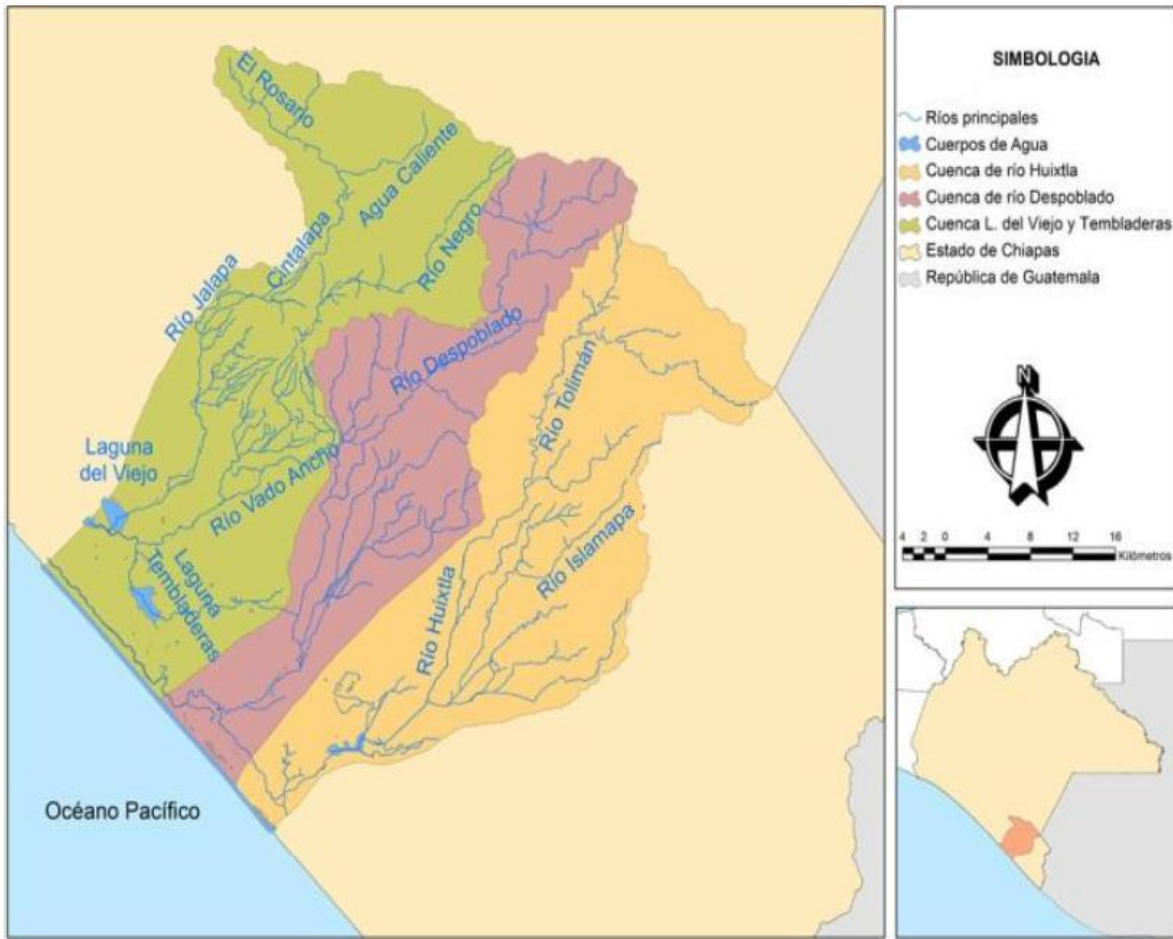 El Rosario
Agua Caliente
Río Negro
Cintalapa
Río Jalapa
Río Despoblado
Río Tolimán
Laguna
del Viejo
Río Vado Ancho
Laguna
Tembladeras
Río Islamapa
Río Huixtla
Océano Pacífico
SIMBOLOGIA
Ríos principales
Cuerpos de Agua
Cuenca de río Huixtla
Cuenca de río Despoblado
Cuenca L. del Viejo y Tembladeras
Estado de Chiapas
República de Guatemala
N
4 2 0 4 8 12 16
Kilómetros